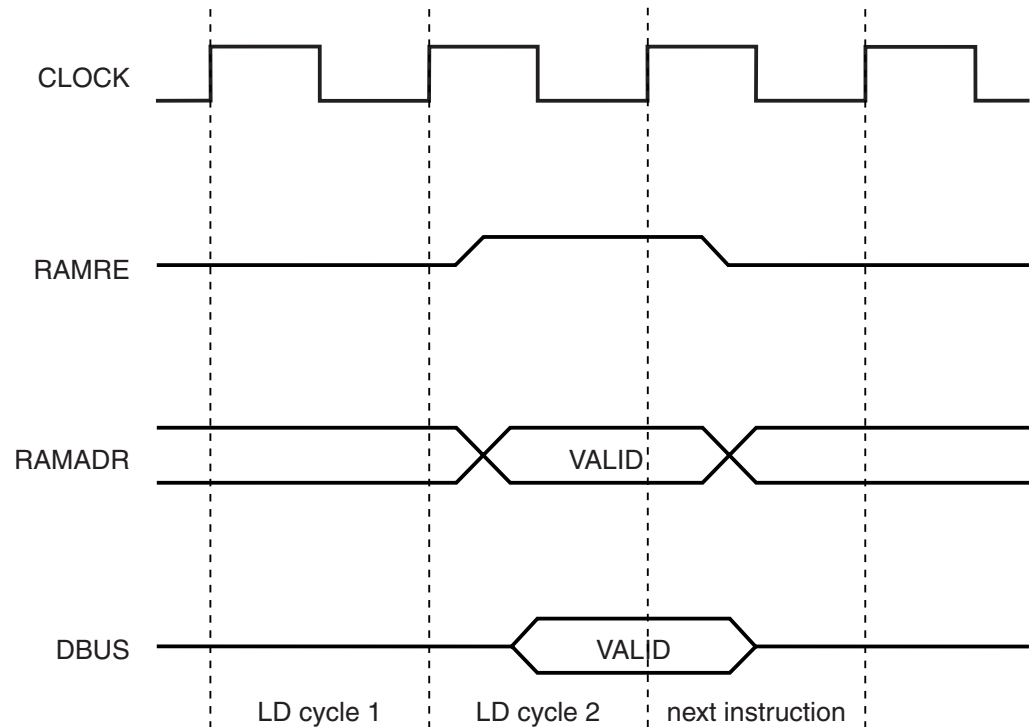 CLOCK
RAMRE
RAMADR
VALID
DBUS
VALID
LD cycle 1
LD cycle 2
next instruction